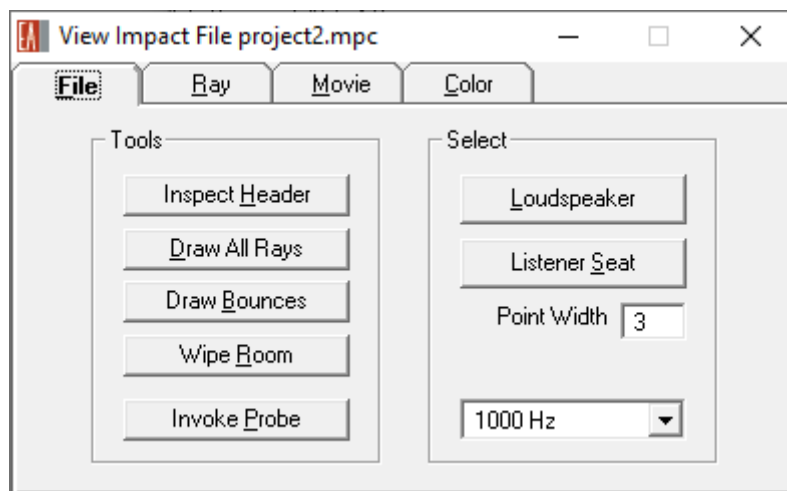 EA View Impact File project2.mpc
File Ray Movie Color
Tools
Inspect Header
Draw All Rays
Draw Bounces
Wipe Room
Invoke Probe
Select
Loudspeaker
Listener Seat
Point Width 3
1000 Hz